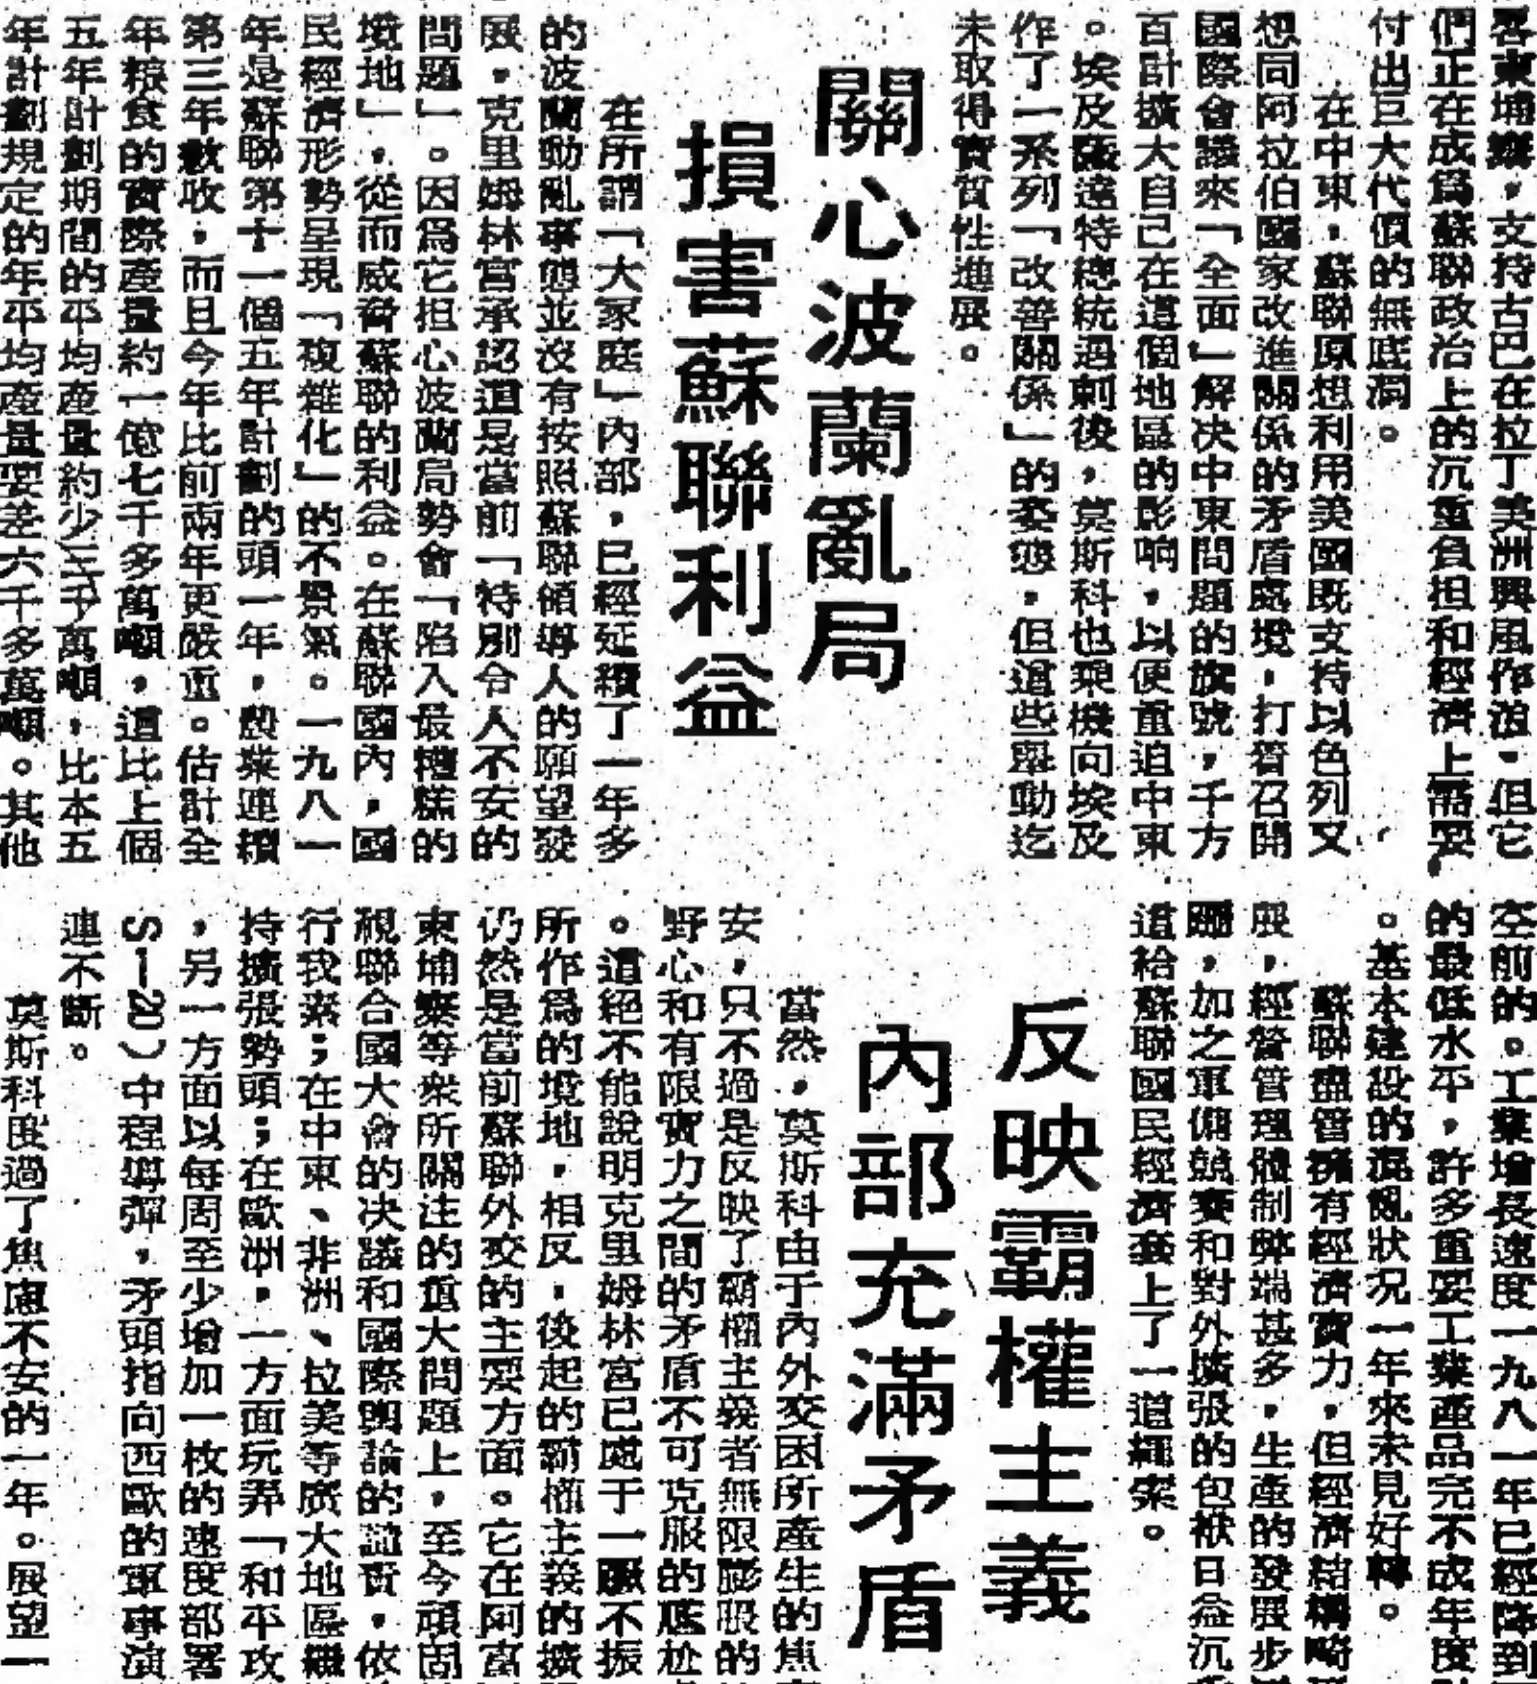 柬埔寨，支持古巴在拉丁美洲興風作浪，但它
們正在成爲蘇聯政治上的沉重負担和經濟上需要
付出巨大代價的無底洞。
在中東，蘇聯原想利用美國既支持以色列又
想同阿拉伯國家改進關係的矛盾處境，打着召開
國際會議來「全面」解决中東問題的旗號，千方
百計擴大自己在這個地區的影响，以便重迫中東
。埃及薩達特總統遇刺後，莫斯科也乘機向埃及
作了一系列「改善關係」的姿態，但這些舉動迄
未取得實質性進展。
關心波蘭亂局
損害蘇聯利益
在所謂「大家庭」內部，已經延續了一年多
的波蘭動亂事態並沒有按照蘇聯領導人的願望發
展，克里姆林宮承認這是當前「特別令人不安的
問題」。因爲它担心波蘭局勢會「陷入最糟糕的
境地」，從而威脅蘇聯的利益。在蘇聯國內，國
民經濟形勢呈現「複雜化」的不景氣。一九八一
年是蘇聯第十一個五年計劃的頭一年，農業連續
第三年歉收，而且今年比前兩年更嚴重。估計全
年粮食的實際產量約一億七千多萬噸，這比上個
五年計劃期間的平均產量約少三千萬噸，比本五
年計劃規定的年平均產量要差六千多萬噸。其他
空前的。工業增長速度一九八一年已經降到
的最低水平，許多重要工業產品完不成年度
。基本建設的混亂狀况一年來未見好轉。
蘇聯儘管擁有經濟實力，但經濟結構畸
展，經營管理體制弊端甚多，生產的發展步
，加之軍備競賽和對外擴張的包袱日益沉
這給蘇聯國民經濟套上了一道繩索。
反映霸權主義
內部充滿矛盾
當然，莫斯科由于內外交困所產生的焦
安，只不過是反映了霸權主義者無限膨脹的
野心和有限實力之間的矛盾不可克服的尷尬
。這絕不能說明克里姆林宮已處于一蹶不振
所作爲的境地，相反，後起的霸權主義的擴
仍然是當前蘇聯外交的主要方面。它在阿富
柬埔寨等衆所關注的重大問題上，至今頑固
視聯合國大會的决議和國際輿論的譴責，依
行我素；在中東、非洲、拉美等廣大地區繼
持擴張勢頭；在歐洲，一方面玩弄「和平攻
，另一方面以每周至少增加一枚的速度部署
S—20）中程導彈，矛頭指向西歐的軍事演
連不斷。
莫斯科度過了焦慮不安的一年。展望一